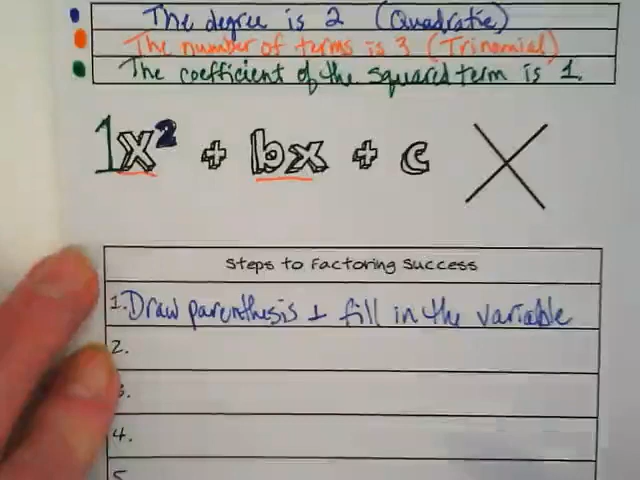 The degree is 2 (Quadratic)
The number of terms is 3 (Trinomial)
The coefficient of the squared term is 1.
1x² + bx + c
Steps to Factoring Success
1. Draw parenthesis + fill in the variable
2.
3.
4.
5